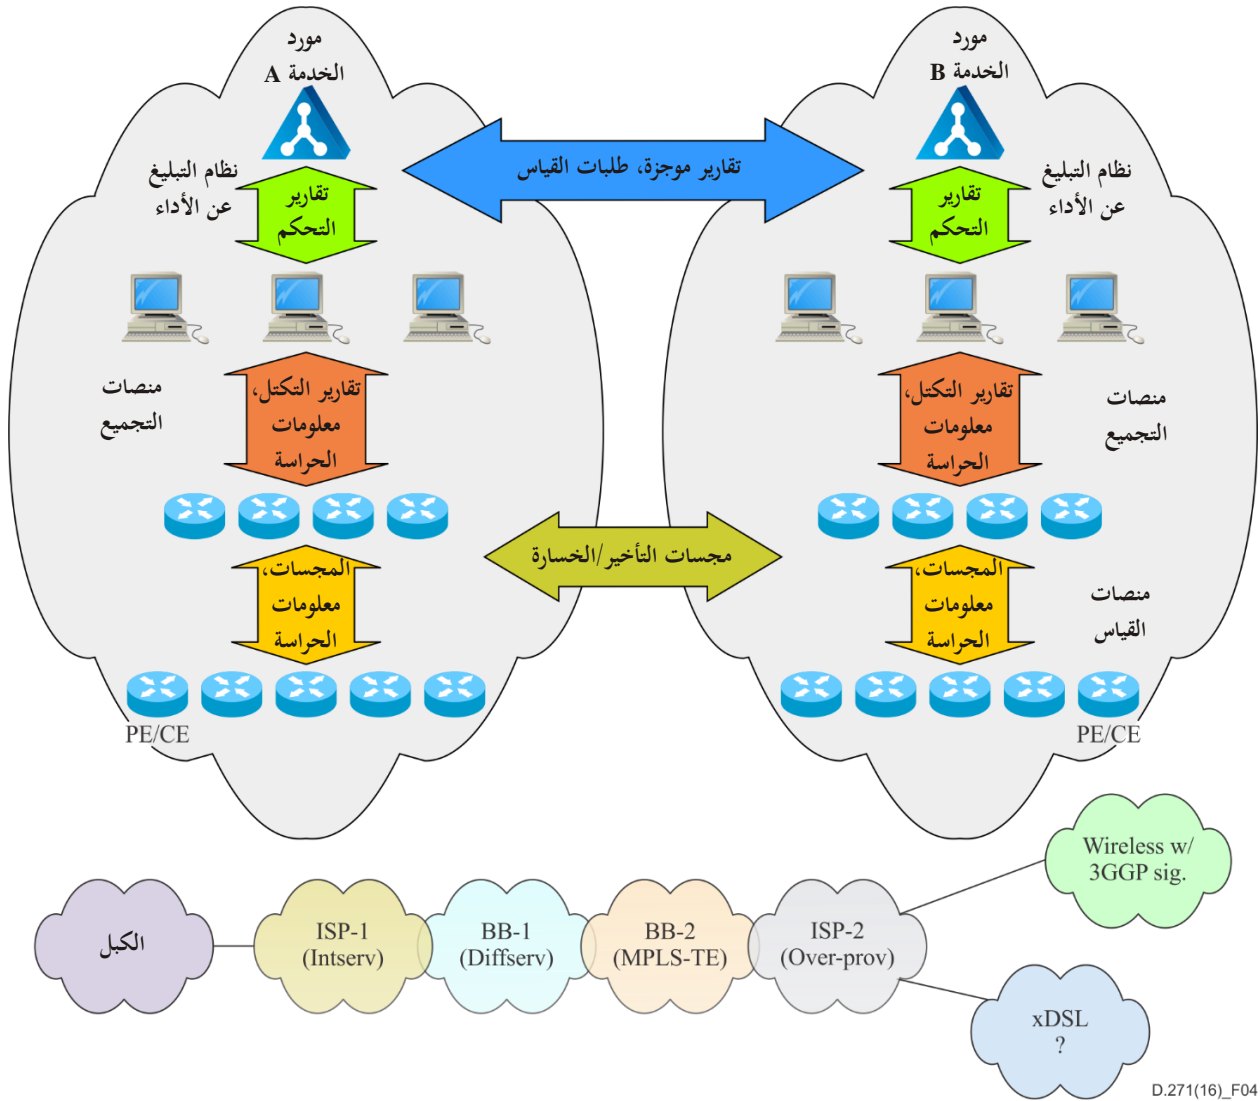 مورد
الخدمة A
مورد
الخدمة B
تقارير موجزة، طلبات القياس
نظام التبليغ
عن الأداء
تقارير
التحكم
نظام التبليغ
عن الأداء
تقارير
التحكم
منصات
التجميع
تقارير التكتل،
معلومات
الحراسة
منصات
التجميع
تقارير التكتل،
معلومات
الحراسة
مجسات التأخير/الخسارة
المجسات،
معلومات
الحراسة
منصات
القياس
المجسات،
معلومات
الحراسة
PE/CE
PE/CE
الكبل
ISP-1
(Intserv)
BB-1
(Diffserv)
BB-2
(MPLS-TE)
ISP-2
(Over-prov)
Wireless w/
3GGP sig.
xDSL
?
D.271(16)_F04